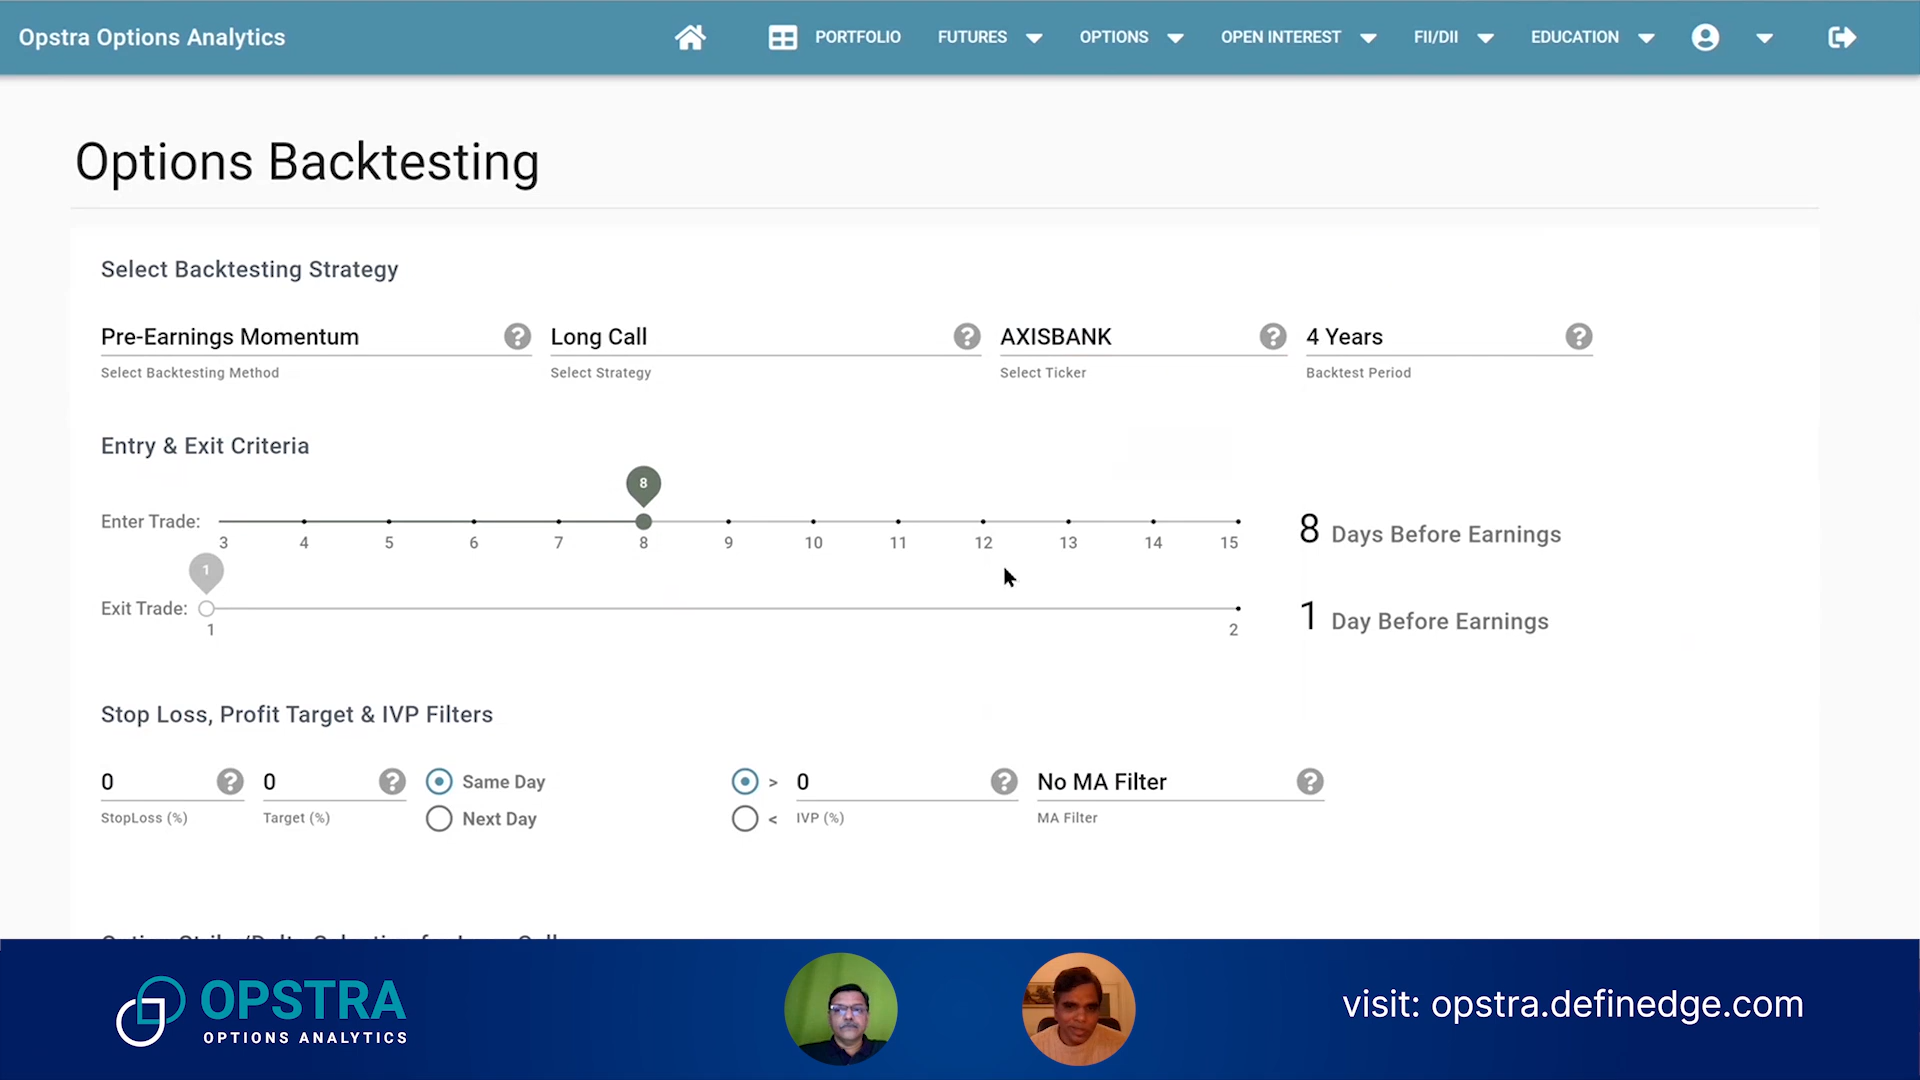 Opstra Options Analytics PORTFOLIO FUTURES OPTIONS OPEN INTEREST FII/DII EDUCATION
Options Backtesting
Select Backtesting Strategy
Pre-Earnings Momentum ? Long Call ? AXISBANK ? 4 Years ?
Select Backtesting Method Select Strategy Select Ticker Backtest Period
Entry & Exit Criteria
8
Enter Trade:
3 4 5 6 7 8 9 10 11 12 13 14 15
8 Days Before Earnings
1
Exit Trade:
1 2
1 Day Before Earnings
Stop Loss, Profit Target & IVP Filters
0 ? 0 ? Same Day > 0 ? No MA Filter ?
StopLoss (%) Target (%) Next Day < IVP (%) MA Filter
OPSTRA
OPTIONS ANALYTICS
visit: opstra.definedge.com